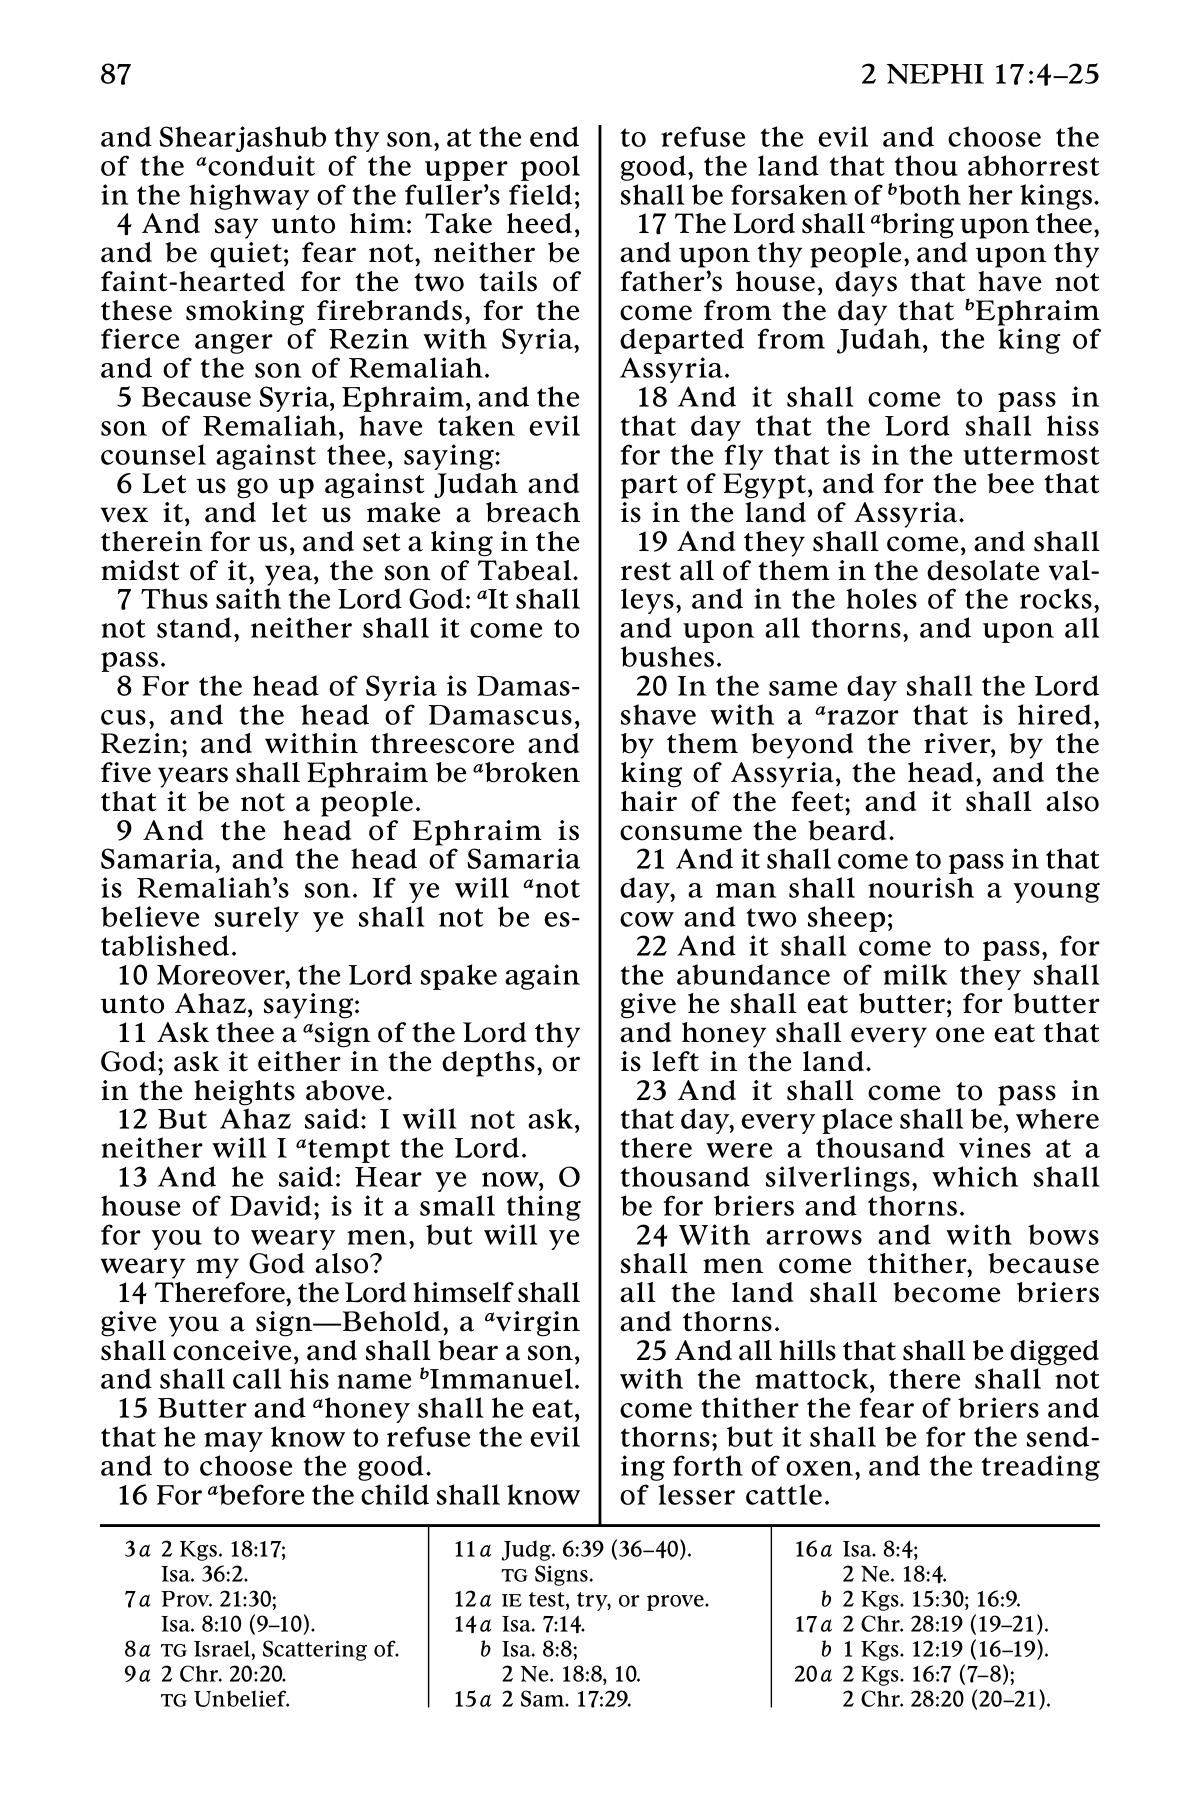 87
2 NEPHI 17:4–25
and Shearjashub thy son, at the end
of the ᵃconduit of the upper pool
in the highway of the fuller’s field;
4 And say unto him: Take heed,
and be quiet; fear not, neither be
faint-hearted for the two tails of
these smoking firebrands, for the
fierce anger of Rezin with Syria,
and of the son of Remaliah.
5 Because Syria, Ephraim, and the
son of Remaliah, have taken evil
counsel against thee, saying:
6 Let us go up against Judah and
vex it, and let us make a breach
therein for us, and set a king in the
midst of it, yea, the son of Tabeal.
7 Thus saith the Lord God: ᵃIt shall
not stand, neither shall it come to
pass.
8 For the head of Syria is Damas-
cus, and the head of Damascus,
Rezin; and within threescore and
five years shall Ephraim be ᵃbroken
that it be not a people.
9 And the head of Ephraim is
Samaria, and the head of Samaria
is Remaliah’s son. If ye will ᵃnot
believe surely ye shall not be es-
tablished.
10 Moreover, the Lord spake again
unto Ahaz, saying:
11 Ask thee a ᵃsign of the Lord thy
God; ask it either in the depths, or
in the heights above.
12 But Ahaz said: I will not ask,
neither will I ᵃtempt the Lord.
13 And he said: Hear ye now, O
house of David; is it a small thing
for you to weary men, but will ye
weary my God also?
14 Therefore, the Lord himself shall
give you a sign—Behold, a ᵃvirgin
shall conceive, and shall bear a son,
and shall call his name ᵇImmanuel.
15 Butter and ᵃhoney shall he eat,
that he may know to refuse the evil
and to choose the good.
16 For ᵃbefore the child shall know
to refuse the evil and choose the
good, the land that thou abhorrest
shall be forsaken of ᵇboth her kings.
17 The Lord shall ᵃbring upon thee,
and upon thy people, and upon thy
father’s house, days that have not
come from the day that ᵇEphraim
departed from Judah, the king of
Assyria.
18 And it shall come to pass in
that day that the Lord shall hiss
for the fly that is in the uttermost
part of Egypt, and for the bee that
is in the land of Assyria.
19 And they shall come, and shall
rest all of them in the desolate val-
leys, and in the holes of the rocks,
and upon all thorns, and upon all
bushes.
20 In the same day shall the Lord
shave with a ᵃrazor that is hired,
by them beyond the river, by the
king of Assyria, the head, and the
hair of the feet; and it shall also
consume the beard.
21 And it shall come to pass in that
day, a man shall nourish a young
cow and two sheep;
22 And it shall come to pass, for
the abundance of milk they shall
give he shall eat butter; for butter
and honey shall every one eat that
is left in the land.
23 And it shall come to pass in
that day, every place shall be, where
there were a thousand vines at a
thousand silverlings, which shall
be for briers and thorns.
24 With arrows and with bows
shall men come thither, because
all the land shall become briers
and thorns.
25 And all hills that shall be digged
with the mattock, there shall not
come thither the fear of briers and
thorns; but it shall be for the send-
ing forth of oxen, and the treading
of lesser cattle.
3a 2 Kgs. 18:17;
Isa. 36:2.
7a Prov. 21:30;
Isa. 8:10 (9–10).
8a TG Israel, Scattering of.
9a 2 Chr. 20:20.
TG Unbelief.
11a Judg. 6:39 (36–40).
TG Signs.
12a IE test, try, or prove.
14a Isa. 7:14.
b Isa. 8:8;
2 Ne. 18:8, 10.
15a 2 Sam. 17:29.
16a Isa. 8:4;
2 Ne. 18:4.
b 2 Kgs. 15:30; 16:9.
17a 2 Chr. 28:19 (19–21).
b 1 Kgs. 12:19 (16–19).
20a 2 Kgs. 16:7 (7–8);
2 Chr. 28:20 (20–21).